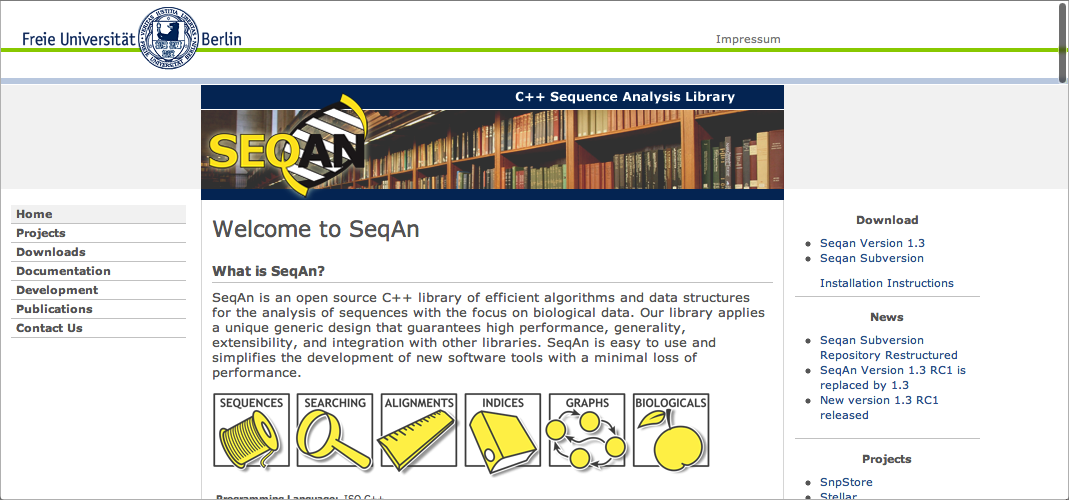 Freie Universität Berlin
Impressum
C++ Sequence Analysis Library
SEQAN
Home
Projects
Downloads
Documentation
Development
Publications
Contact Us
Welcome to SeqAn
What is SeqAn?
SeqAn is an open source C++ library of efficient algorithms and data structures
for the analysis of sequences with the focus on biological data. Our library applies
a unique generic design that guarantees high performance, generality,
extensibility, and integration with other libraries. SeqAn is easy to use and
simplifies the development of new software tools with a minimal loss of
performance.
SEQUENCES
SEARCHING
ALIGNMENTS
INDICES
GRAPHS
BIOLOGICALS
Programming Language: ISO C++
Download
Seqan Version 1.3
Seqan Subversion
Installation Instructions
News
Seqan Subversion
Repository Restructured
SeqAn Version 1.3 RC1 is
replaced by 1.3
New version 1.3 RC1
released
Projects
SnpStore
Stellar